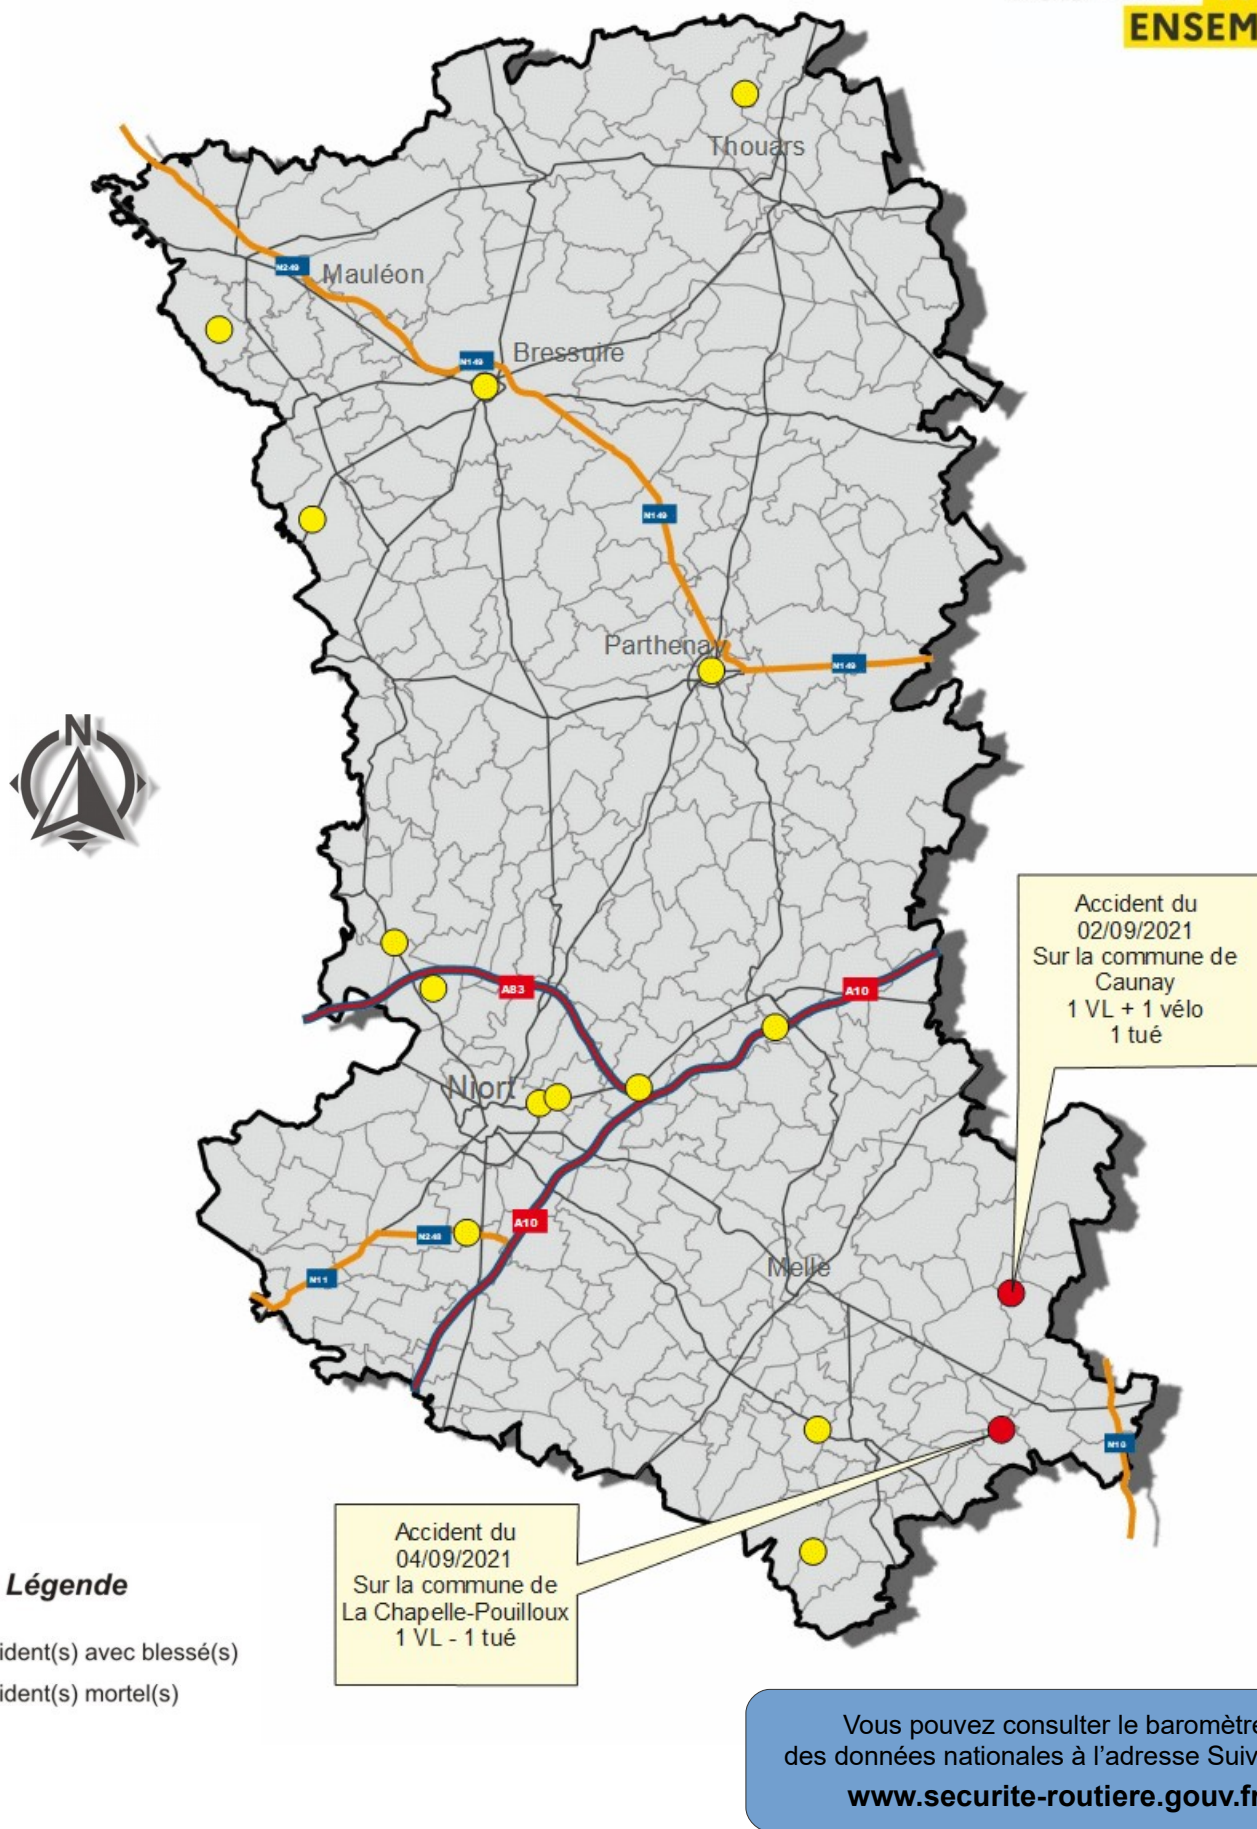 ENSEM
Thouars
N249
Mauléon
N149
Bressuire
N149
Parthenay
N149
N
Accident du
02/09/2021
Sur la commune de
Caunay
1 VL + 1 vélo
1 tué
A83
A10
Niort
A10
N248
N11
Melle
N10
Accident du
04/09/2021
Sur la commune de
La Chapelle-Pouilloux
1 VL - 1 tué
Légende
ident(s) avec blessé(s)
ident(s) mortel(s)
Vous pouvez consulter le baromètre
des données nationales à l’adresse Suiv
www.securite-routiere.gouv.fr